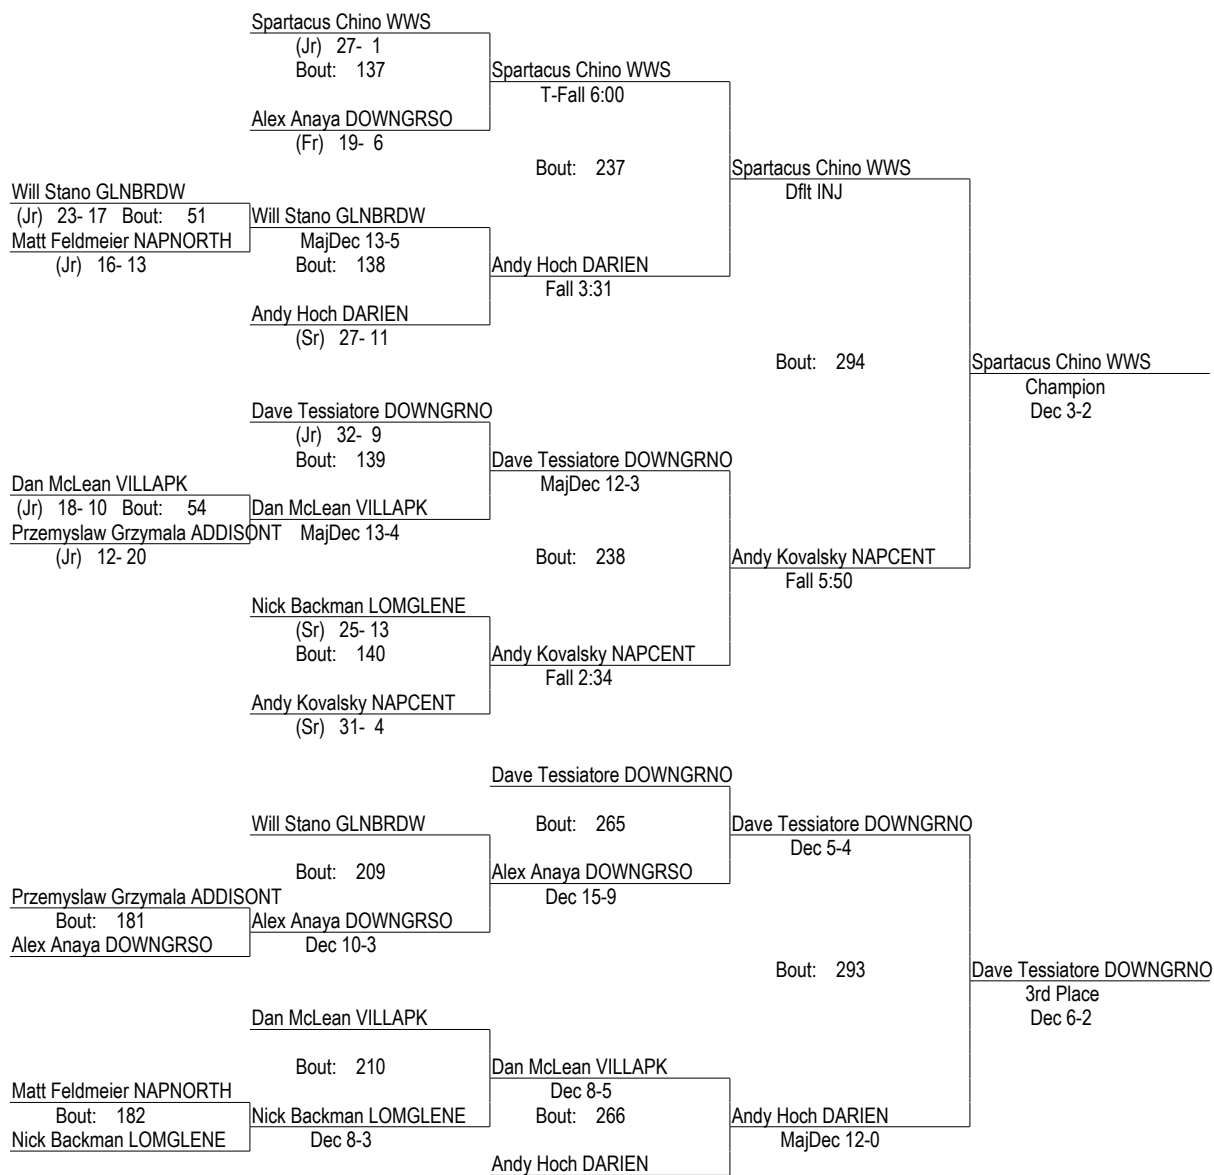 Spartacus Chino WWS
(Jr) 27- 1
Bout: 137
Spartacus Chino WWS
T-Fall 6:00
Alex Anaya DOWNGRSO
(Fr) 19- 6
Bout: 237
Spartacus Chino WWS
Dflt INJ
Will Stano GLNBRDW
(Jr) 23- 17 Bout: 51
Will Stano GLNBRDW
Matt Feldmeier NAPNORTH
MajDec 13-5
(Jr) 16- 13
Bout: 138
Andy Hoch DARIEN
Fall 3:31
Andy Hoch DARIEN
(Sr) 27- 11
Bout: 294
Spartacus Chino WWS
Champion
Dec 3-2
Dave Tessiatore DOWNGRNO
(Jr) 32- 9
Bout: 139
Dave Tessiatore DOWNGRNO
MajDec 12-3
Dan McLean VILLAPK
(Jr) 18- 10 Bout: 54
Dan McLean VILLAPK
Przemyslaw Grzymala ADDISONT
MajDec 13-4
(Jr) 12- 20
Bout: 238
Andy Kovalsky NAPCENT
Fall 5:50
Nick Backman LOMGLENE
(Sr) 25- 13
Bout: 140
Andy Kovalsky NAPCENT
Fall 2:34
Andy Kovalsky NAPCENT
(Sr) 31- 4
Dave Tessiatore DOWNGRNO
Will Stano GLNBRDW
Bout: 265
Dave Tessiatore DOWNGRNO
Dec 5-4
Bout: 209
Alex Anaya DOWNGRSO
Dec 15-9
Przemyslaw Grzymala ADDISONT
Bout: 181
Alex Anaya DOWNGRSO
Alex Anaya DOWNGRSO
Dec 10-3
Bout: 293
Dave Tessiatore DOWNGRNO
3rd Place
Dec 6-2
Dan McLean VILLAPK
Bout: 210
Dan McLean VILLAPK
Dec 8-5
Matt Feldmeier NAPNORTH
Bout: 182
Nick Backman LOMGLENE
Bout: 266
Andy Hoch DARIEN
Nick Backman LOMGLENE
Dec 8-3
MajDec 12-0
Andy Hoch DARIEN